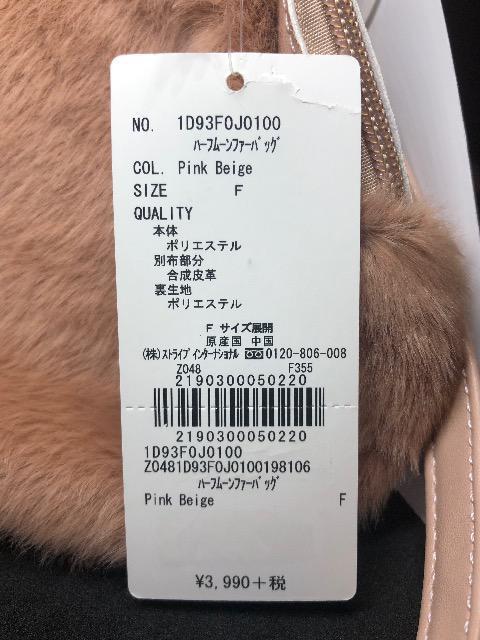 NO. 1D93F0J0100
ﾊｰﾌﾑｰﾝﾌｧｰﾊﾞｯｸﾞ
COL. Pink Beige
SIZE F
QUALITY
本体
ポリエステル
別布部分
合成皮革
裏生地
ポリエステル
F サイズ展開
原産国 中国
(株)ｽﾄﾗｲﾌﾟ ｲﾝﾀｰﾅｼｮﾅﾙ 0120-806-008
Z048 F355
2190300050220
2190300050220
1D93F0J0100
Z0481D93F0J0100198106
ﾊｰﾌﾑｰﾝﾌｧｰﾊﾞｯｸﾞ
Pink Beige F
¥3,990+税